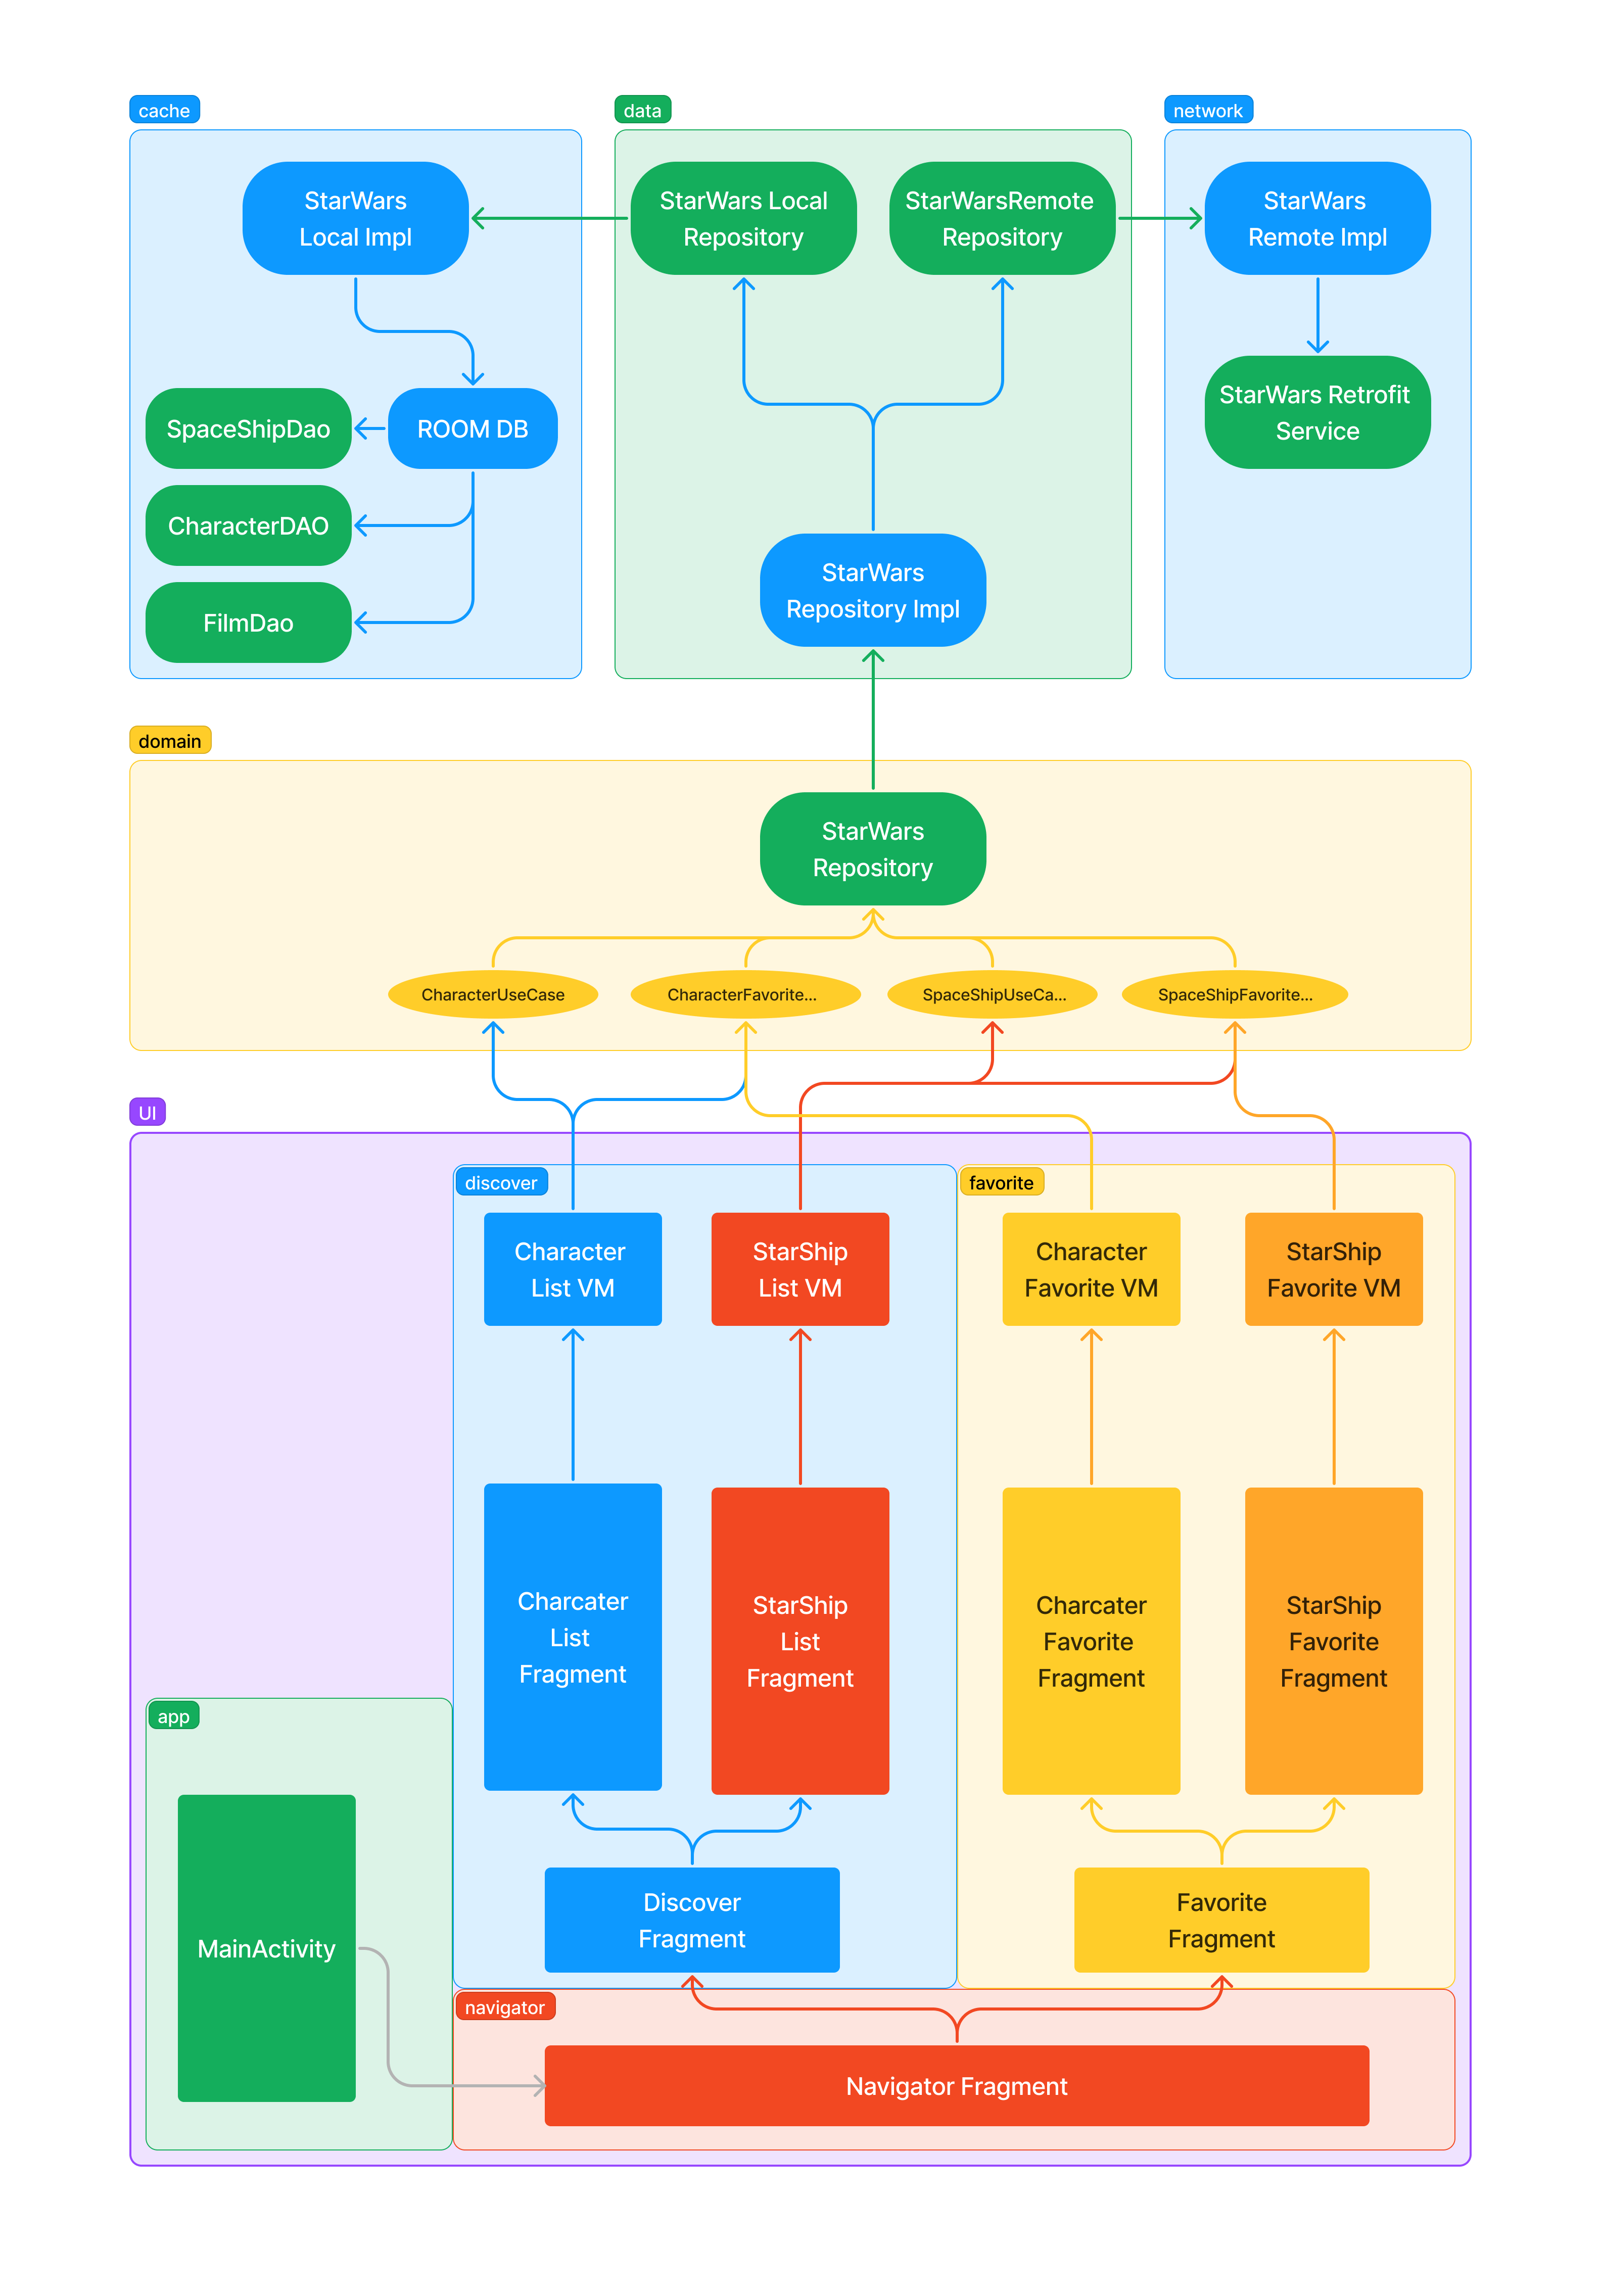 cache
StarWars
Local Impl
SpaceShipDao
ROOM DB
CharacterDAO
FilmDao
data
StarWars Local
Repository
StarWarsRemote
Repository
StarWars
Repository Impl
network
StarWars
Remote Impl
StarWars Retrofit
Service
domain
StarWars
Repository
CharacterUseCase
CharacterFavorite...
SpaceShipUseCa...
SpaceShipFavorite...
UI
discover
Character
List VM
StarShip
List VM
Charcater
List
Fragment
StarShip
List
Fragment
Discover
Fragment
favorite
Character
Favorite VM
StarShip
Favorite VM
Charcater
Favorite
Fragment
StarShip
Favorite
Fragment
Favorite
Fragment
app
MainActivity
navigator
Navigator Fragment